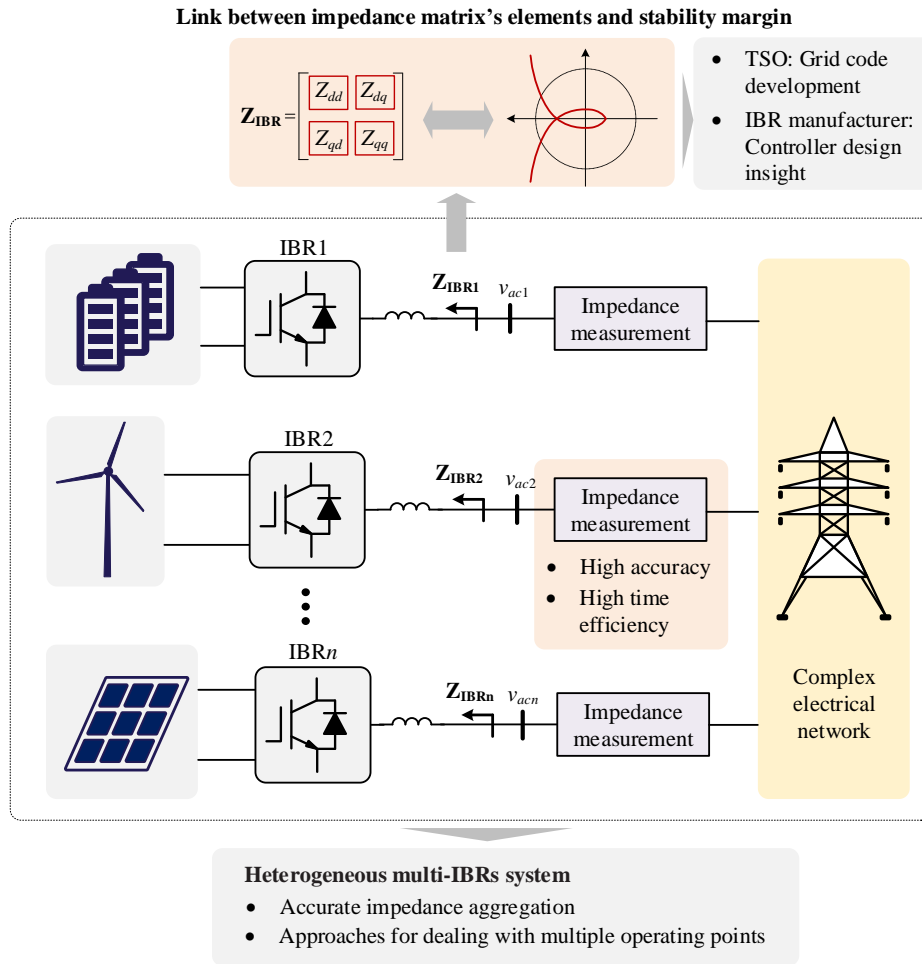 Link between impedance matrix's elements and stability margin
Z_IBR = [Z_dd Z_dq
Z_qd Z_qq]
• TSO: Grid code
development
• IBR manufacturer:
Controller design
insight
IBR1
Z_IBR1
v_ac1
Impedance
measurement
IBR2
Z_IBR2
v_ac2
Impedance
measurement
• High accuracy
• High time
efficiency
IBRn
Z_IBRn
v_acn
Impedance
measurement
Complex
electrical
network
Heterogeneous multi-IBRs system
• Accurate impedance aggregation
• Approaches for dealing with multiple operating points